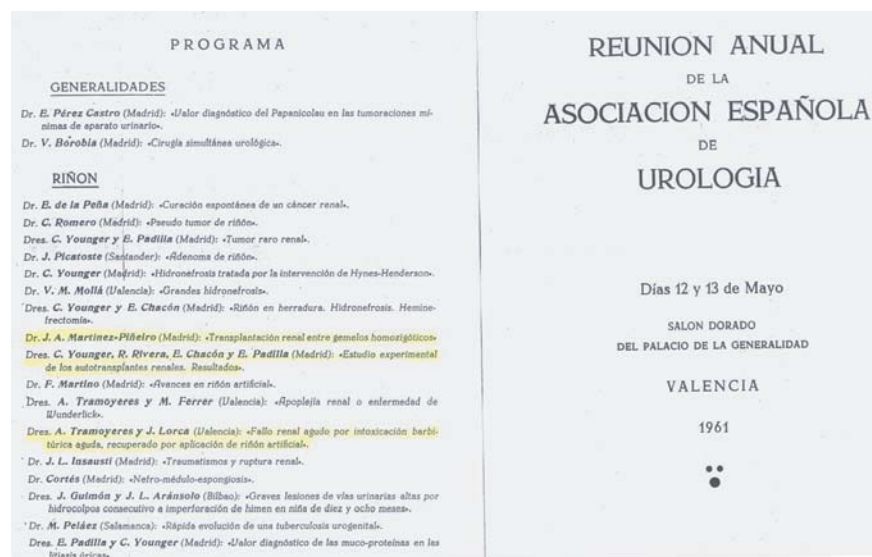 PROGRAMA
GENERALIDADES
Dr. E. Pérez Castro (Madrid): «Valor diagnóstico del Papanicolau en las tumoraciones mí-
nimas de aparato urinario».
Dr. V. Borobia (Madrid): «Cirugía simultánea urológica».
RIÑON
Dr. E. de la Peña (Madrid): «Curación espontánea de un cáncer renal».
Dr. C. Romero (Madrid): «Pseudo tumor de riñón».
Dres. C. Younger y E. Padilla (Madrid): «Tumor raro renal».
Dr. J. Picatoste (Santander): «Adenoma de riñón».
Dr. C. Younger (Madrid): «Hidronefrosis tratada por la intervención de Hynes-Henderson».
Dr. V. M. Mollá (Valencia): «Grandes hidronefrosis».
Dres. C. Younger y E. Chacón (Madrid): «Riñón en herradura. Hidronefrosis. Hemine-
frectomía».
Dr. J. A. Martinez-Piñeiro (Madrid): «Transplantación renal entre gemelos homozigóticos»
Dres. C. Younger, R. Rivera, E. Chacón y E. Padilla (Madrid): «Estudio experimental
de los autotransplantes renales. Resultados».
Dr. F. Martino (Madrid): «Avances en riñón artificial».
Dres. A. Tramoyeres y M. Ferrer (Valencia): «Apoplejía renal o enfermedad de
Wunderlick».
Dres. A. Tramoyeres y J. Lorca (Valencia): «Fallo renal agudo por intoxicación barbi-
túrica aguda, recuperado por aplicación de riñón artificial».
Dr. J. L. Insausti (Madrid): «Traumatismos y ruptura renal».
Dr. Cortés (Madrid): «Nefro-médulo-espongiosis».
Dres. J. Guimón y J. L. Aránsolo (Bilbao): «Graves lesiones de vías urinarias altas por
hidrocolpos consecutivo a imperforación de himen en niña de diez y ocho meses».
Dr. M. Peláez (Salamanca): «Rápida evolución de una tuberculosis urogenital».
Dres. E. Padilla y C. Younger (Madrid): «Valor diagnóstico de las muco-proteínas en las
litiasis úricas».
REUNION ANUAL
DE LA
ASOCIACION ESPAÑOLA
DE
UROLOGIA
Días 12 y 13 de Mayo
SALON DORADO
DEL PALACIO DE LA GENERALIDAD
VALENCIA
1961